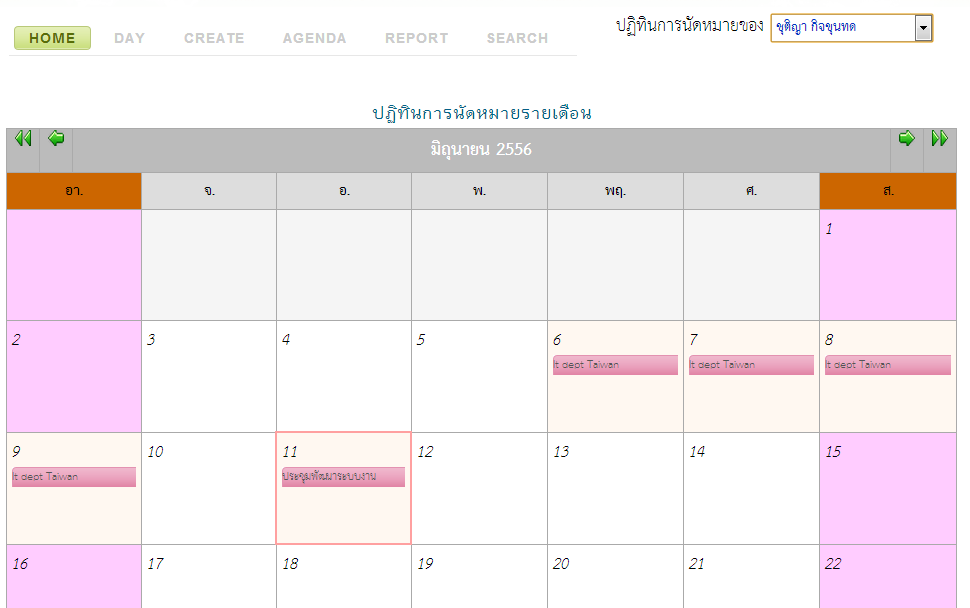 HOME DAY CREATE AGENDA REPORT SEARCH
ปฏิทินการนัดหมายของ ชุติญา กิจขุนทด
ปฏิทินการนัดหมายรายเดือน
มิถุนายน 2556
อา. จ. อ. พ. พฤ. ศ. ส.
1
2 3 4 5 6 7 8
It dept Taiwan It dept Taiwan It dept Taiwan
9 10 11 12 13 14 15
It dept Taiwan ประชุมพัฒนาระบบงาน
16 17 18 19 20 21 22